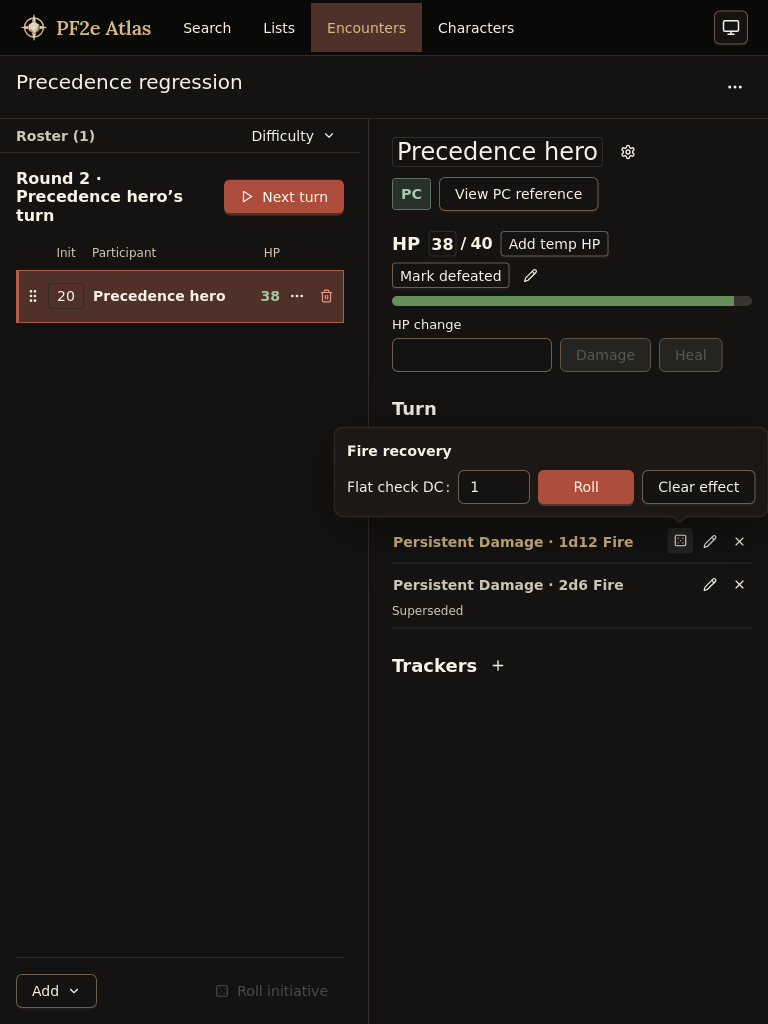 PF2e Atlas Search Lists Encounters Characters
Precedence regression
Roster (1) Difficulty
Round 2 ·
Precedence hero’s
turn
Next turn
Init Participant HP
20 Precedence hero 38
Add Roll initiative
Precedence hero
PC View PC reference
HP 38 / 40 Add temp HP
Mark defeated
HP change
Damage Heal
Turn
Fire recovery
Flat check DC: 1 Roll Clear effect
Persistent Damage · 1d12 Fire
Persistent Damage · 2d6 Fire
Superseded
Trackers +